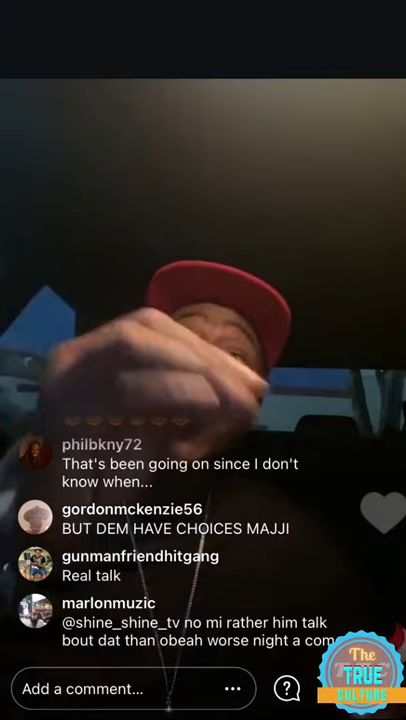 philbkny72
That's been going on since I don't
know when...
gordonmckenzie56
BUT DEM HAVE CHOICES MAJJI
gunmanfriendhitgang
Real talk
marlonmuzic
@shine_shine_tv no mi rather him talk
bout dat than obeah worse night a
Add a comment...
The
TRUE
CULTURE